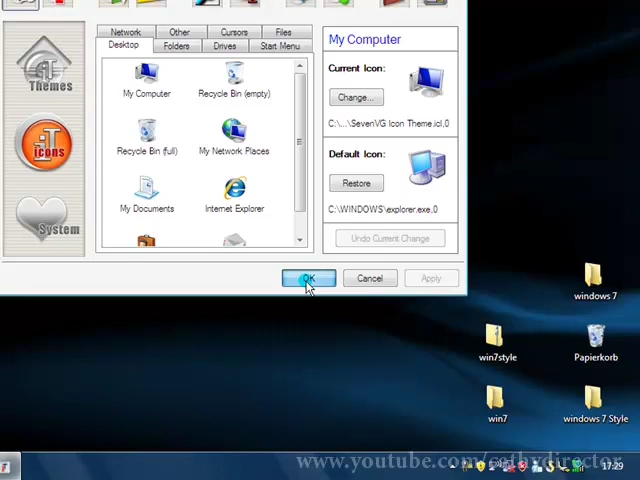 Network Other Cursors Files
Desktop Folders Drives Start Menu
My Computer
Recycle Bin (empty)
Recycle Bin (full)
My Network Places
My Documents
Internet Explorer
Themes
iT
icons
System
My Computer
Current Icon:
Change...
C:\...\SevenVG Icon Theme.icl,0
Default Icon:
Restore
C:\WINDOWS\explorer.exe,0
Undo Current Change
OK Cancel Apply
windows 7
win7style
Papierkorb
win7
windows 7 Style
www.youtube.com/cathydirector
17:29